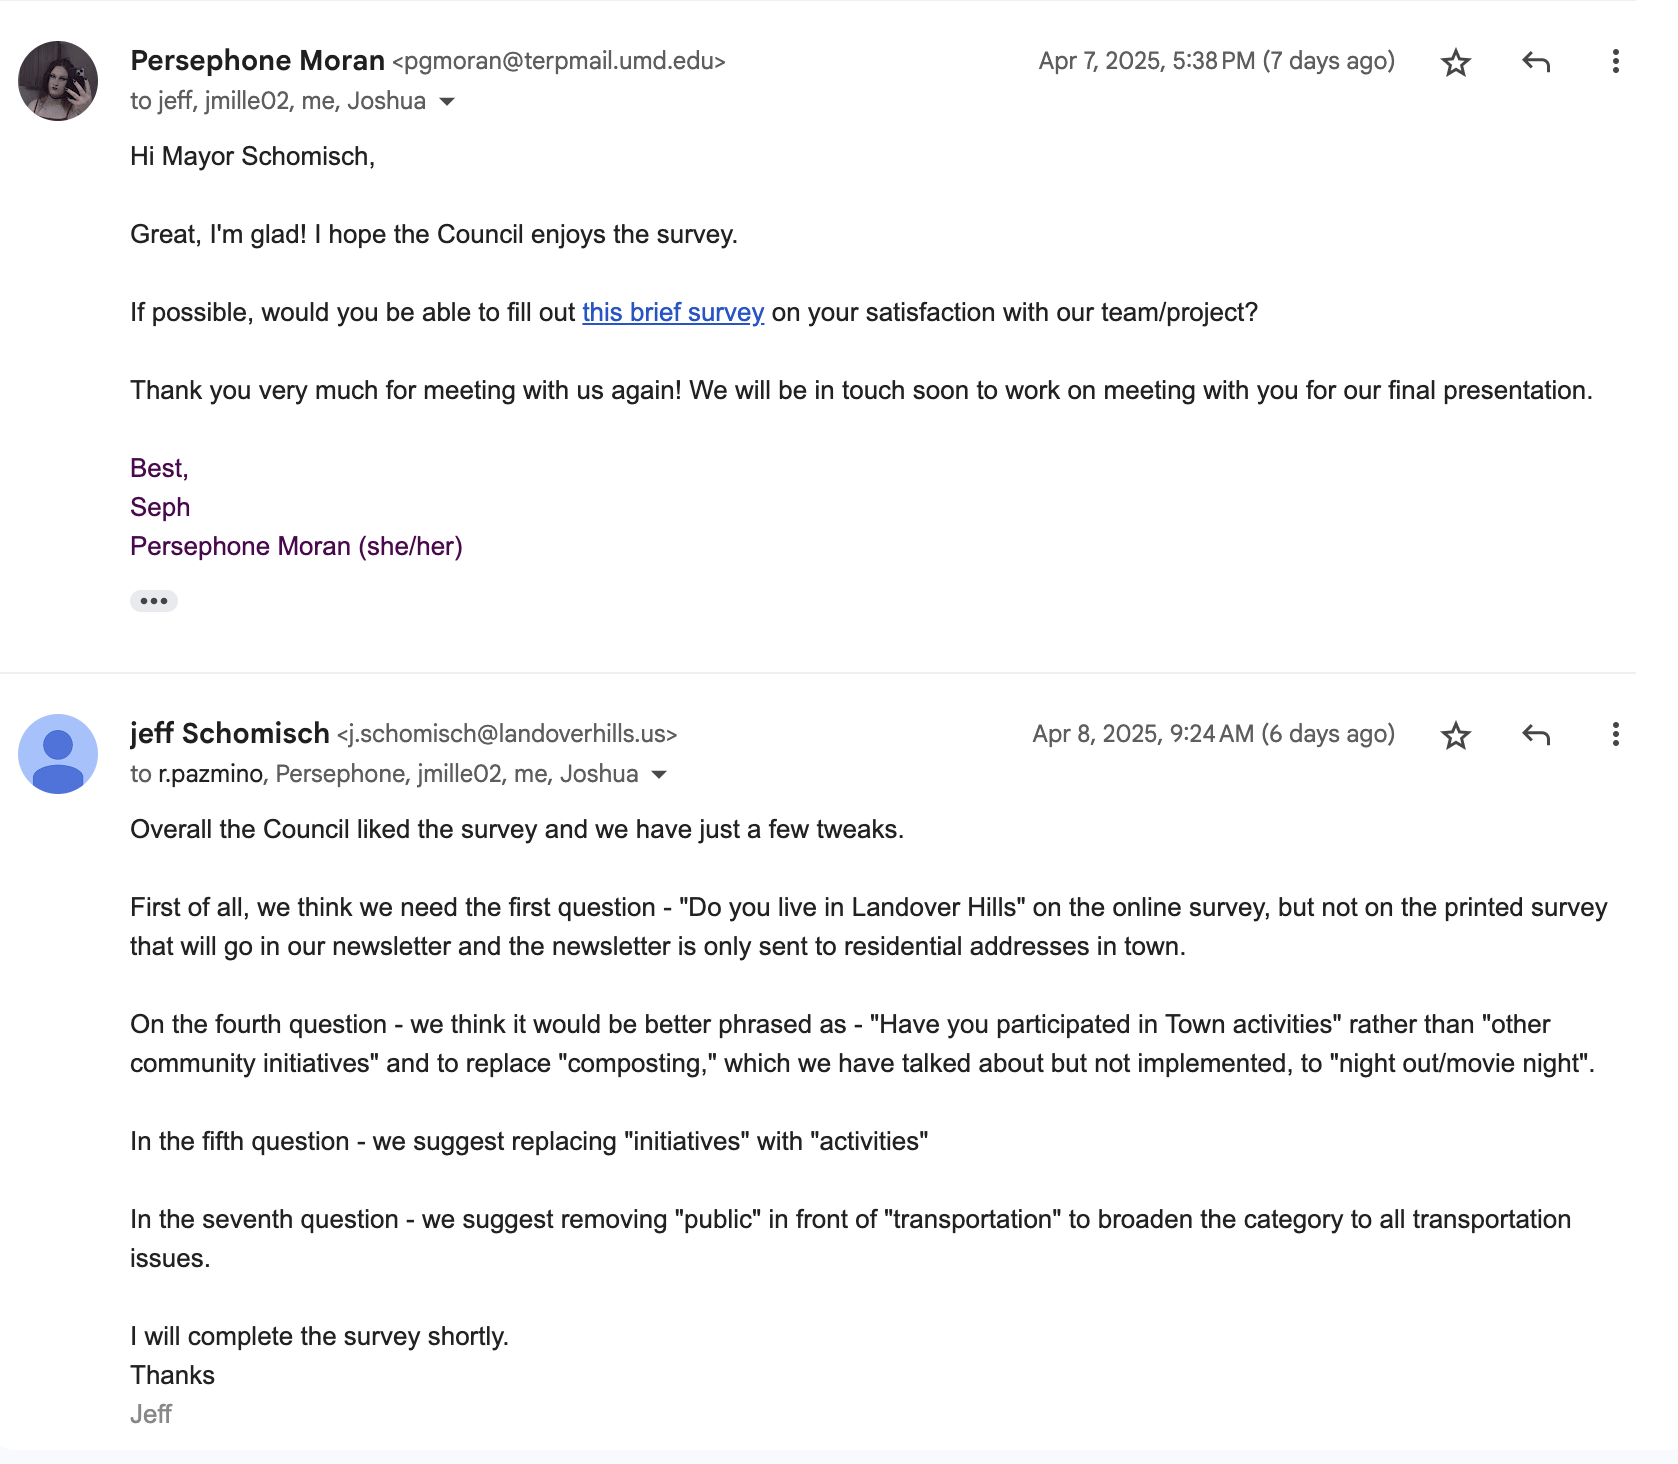 Persephone Moran <pgmoran@terpmail.umd.edu> Apr 7, 2025, 5:38 PM (7 days ago)
to jeff, jmille02, me, Joshua
Hi Mayor Schomisch,
Great, I'm glad! I hope the Council enjoys the survey.
If possible, would you be able to fill out this brief survey on your satisfaction with our team/project?
Thank you very much for meeting with us again! We will be in touch soon to work on meeting with you for our final presentation.
Best,
Seph
Persephone Moran (she/her)
jeff Schomisch <j.schomisch@landoverhills.us> Apr 8, 2025, 9:24 AM (6 days ago)
to r.pazmino, Persephone, jmille02, me, Joshua
Overall the Council liked the survey and we have just a few tweaks.
First of all, we think we need the first question - "Do you live in Landover Hills" on the online survey, but not on the printed survey
that will go in our newsletter and the newsletter is only sent to residential addresses in town.
On the fourth question - we think it would be better phrased as - "Have you participated in Town activities" rather than "other
community initiatives" and to replace "composting," which we have talked about but not implemented, to "night out/movie night".
In the fifth question - we suggest replacing "initiatives" with "activities"
In the seventh question - we suggest removing "public" in front of "transportation" to broaden the category to all transportation
issues.
I will complete the survey shortly.
Thanks
Jeff